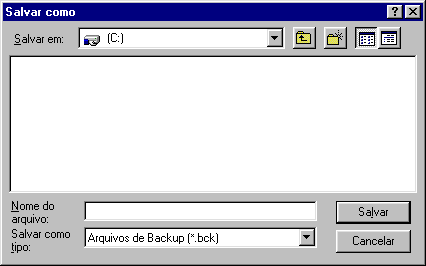 Salvar como
Salvar em: (C:)
Nome do
arquivo:
Salvar
Salvar como
tipo: Arquivos de Backup (*.bck)
Cancelar